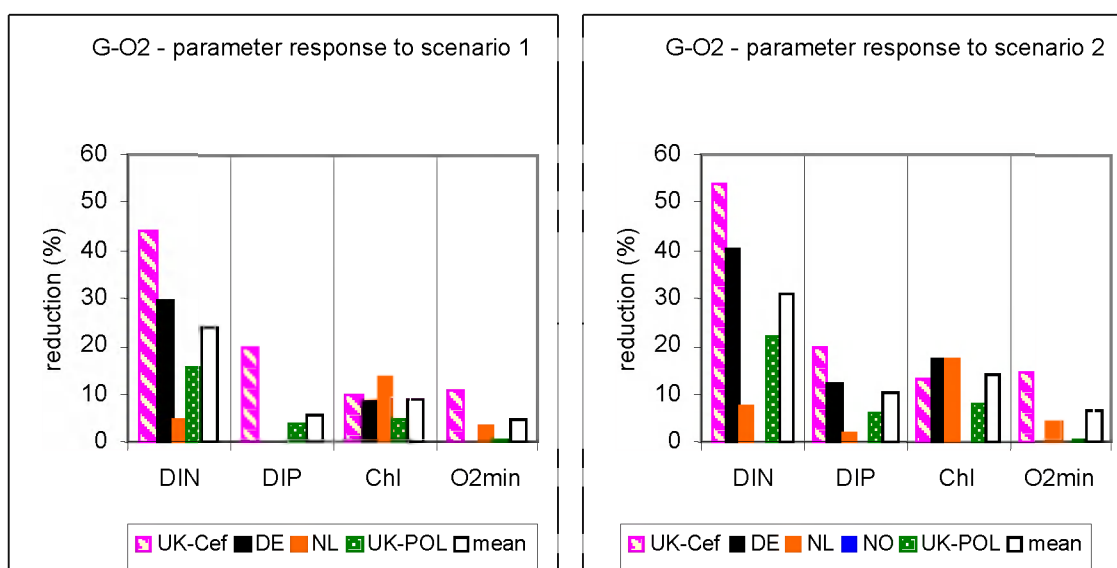 G-O2 - parameter response to scenario 1
60
50
40
30
20
10
0
reduction (%)
DIN DIP Chl O2min
UK-Cef DE NL UK-POL mean
G-O2 - parameter response to scenario 2
60
50
40
30
20
10
0
reduction (%)
DIN DIP Chl O2min
UK-Cef DE NL NO UK-POL mean